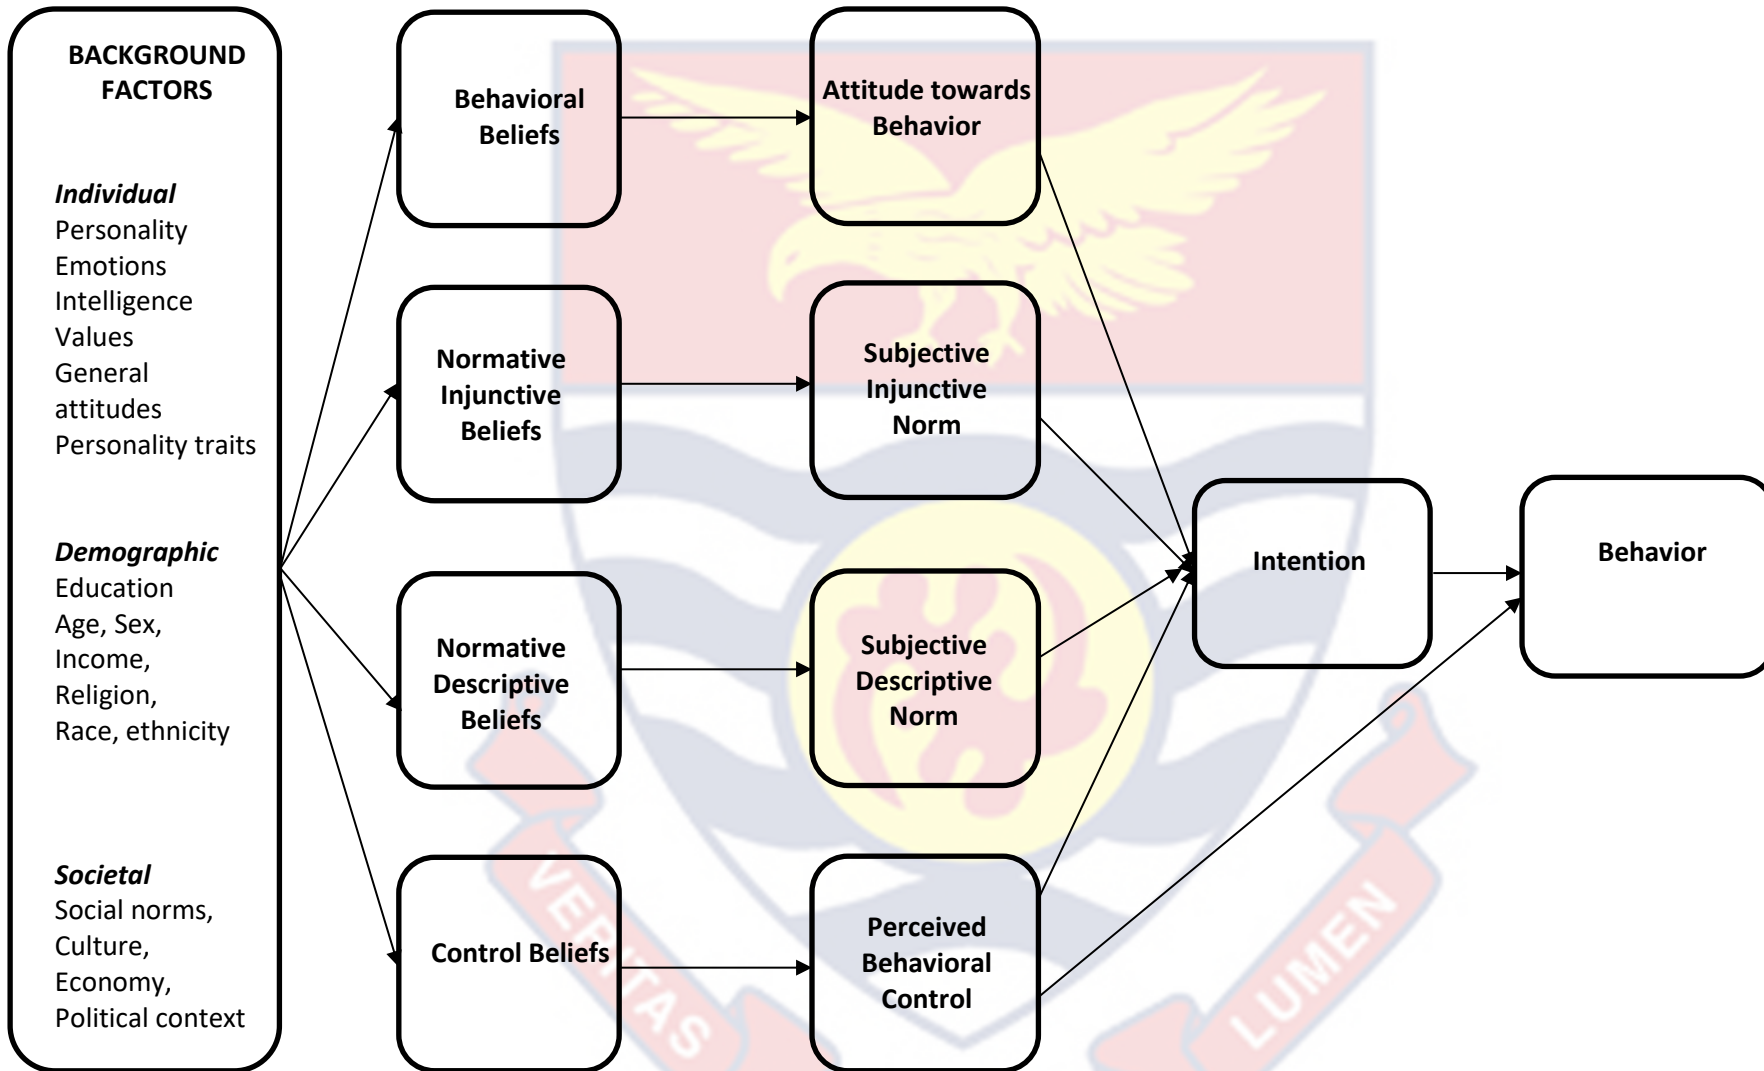 BACKGROUND
FACTORS
Individual
Personality
Emotions
Intelligence
Values
General
attitudes
Personality traits
Demographic
Education
Age, Sex,
Income,
Religion,
Race, ethnicity
Societal
Social norms,
Culture,
Economy,
Political context
Behavioral
Beliefs
Normative
Injunctive
Beliefs
Normative
Descriptive
Beliefs
Control Beliefs
Attitude towards
Behavior
Subjective
Injunctive
Norm
Subjective
Descriptive
Norm
Perceived
Behavioral
Control
Intention
Behavior
VERITAS
LUMEN